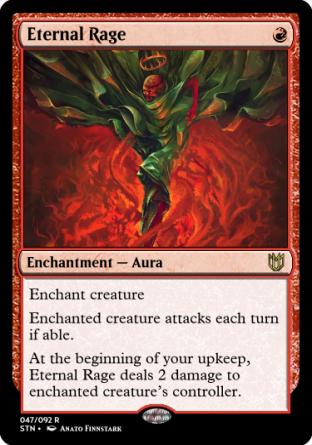 Eternal Rage
Enchantment — Aura
Enchant creature
Enchanted creature attacks each turn
if able.
At the beginning of your upkeep,
Eternal Rage deals 2 damage to
enchanted creature's controller.
047/092 R
STN • Anato Finnstark